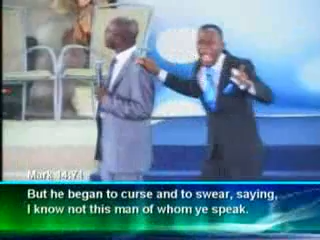 Mark 14:71
But he began to curse and to swear, saying,
I know not this man of whom ye speak.